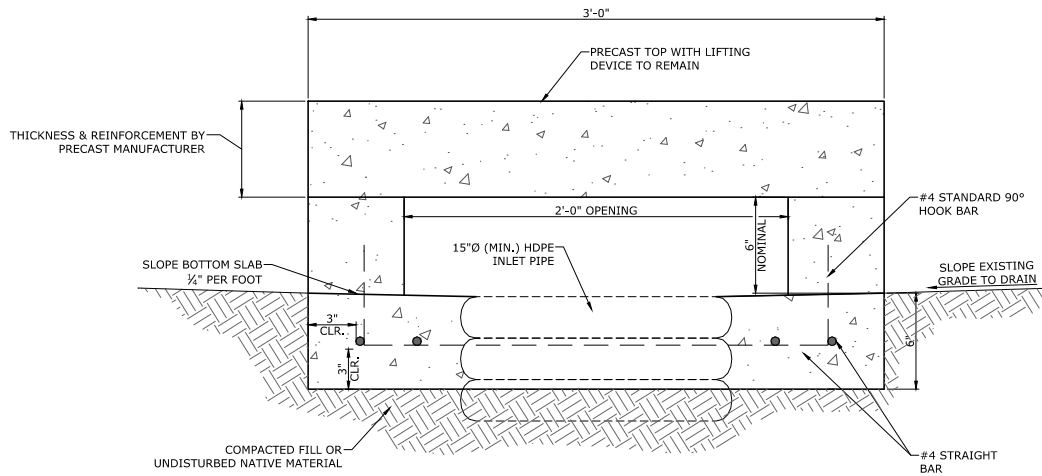 3'-0"
PRECAST TOP WITH LIFTING
DEVICE TO REMAIN
THICKNESS & REINFORCEMENT BY
PRECAST MANUFACTURER
2'-0" OPENING
#4 STANDARD 90°
HOOK BAR
6"
NOMINAL
15"Ø (MIN.) HDPE
INLET PIPE
SLOPE BOTTOM SLAB
¼" PER FOOT
SLOPE EXISTING
GRADE TO DRAIN
3"
CLR.
3"
CLR.
6"
COMPACTED FILL OR
UNDISTURBED NATIVE MATERIAL
#4 STRAIGHT
BAR